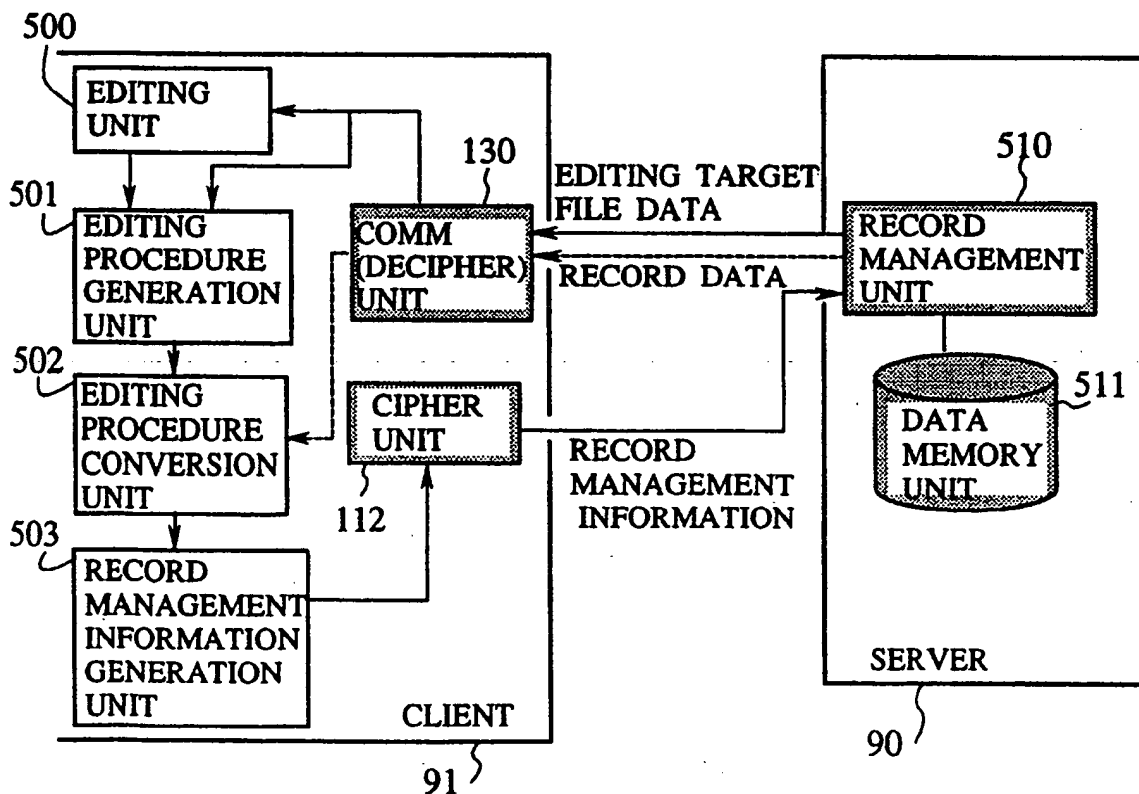 500
EDITING
UNIT
501
EDITING
PROCEDURE
GENERATION
UNIT
502
EDITING
PROCEDURE
CONVERSION
UNIT
503
RECORD
MANAGEMENT
INFORMATION
GENERATION
UNIT
130
COMM
(DECIPHER)
UNIT
CIPHER
UNIT
112
CLIENT
91
EDITING TARGET
FILE DATA
RECORD DATA
RECORD
MANAGEMENT
INFORMATION
510
RECORD
MANAGEMENT
UNIT
511
DATA
MEMORY
UNIT
SERVER
90